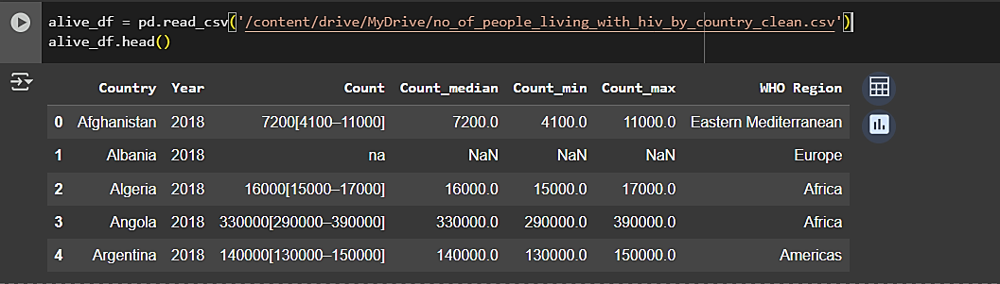 alive_df = pd.read_csv('/content/drive/MyDrive/no_of_people_living_with_hiv_by_country_clean.csv')
alive_df.head()
Country Year Count Count_median Count_min Count_max WHO Region
0 Afghanistan 2018 7200[4100–11000] 7200.0 4100.0 11000.0 Eastern Mediterranean
1 Albania 2018 na NaN NaN NaN Europe
2 Algeria 2018 16000[15000–17000] 16000.0 15000.0 17000.0 Africa
3 Angola 2018 330000[290000–390000] 330000.0 290000.0 390000.0 Africa
4 Argentina 2018 140000[130000–150000] 140000.0 130000.0 150000.0 Americas